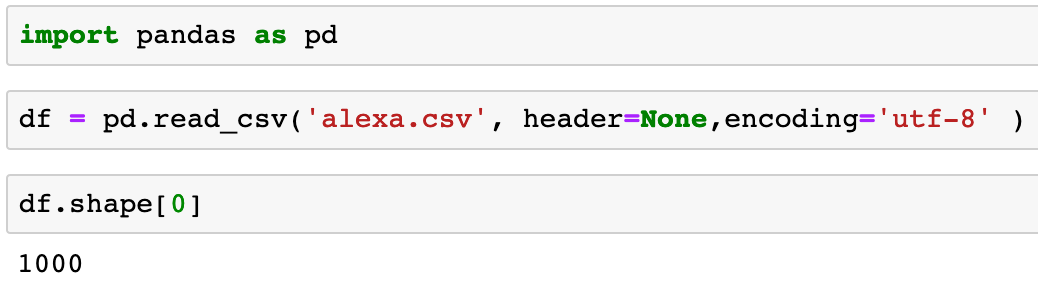 import pandas as pd
df = pd.read_csv('alexa.csv', header=None,encoding='utf-8' )
df.shape[0]
1000